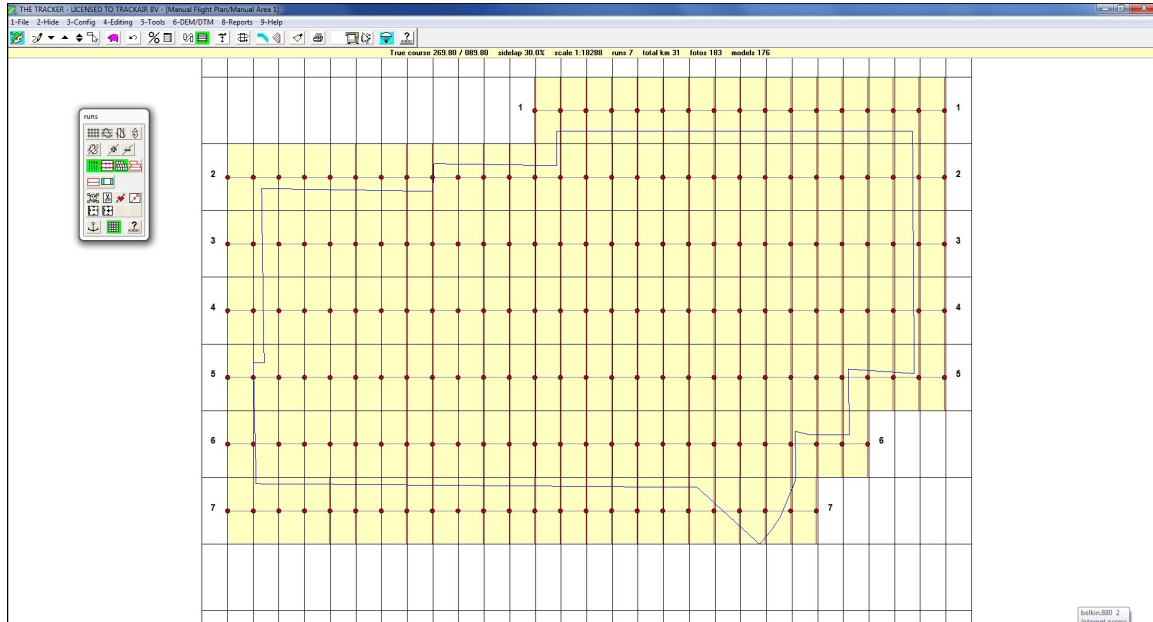 THE TRACKER - LICENSED TO TRACKAIR BV - [Manual Flight Plan/Manual Area 1]
1-File 2-Hide 3-Config 4-Editing 5-Tools 6-DEM/DTM 8-Reports 9-Help
True course 269.80 / 089.80 sidelap 30.0% scale 1:18288 runs 7 total km 31 fotos 183 models 176
runs
1 1
2 2
3 3
4 4
5 5
6 6
7 7
belkin.880 2
Internet access